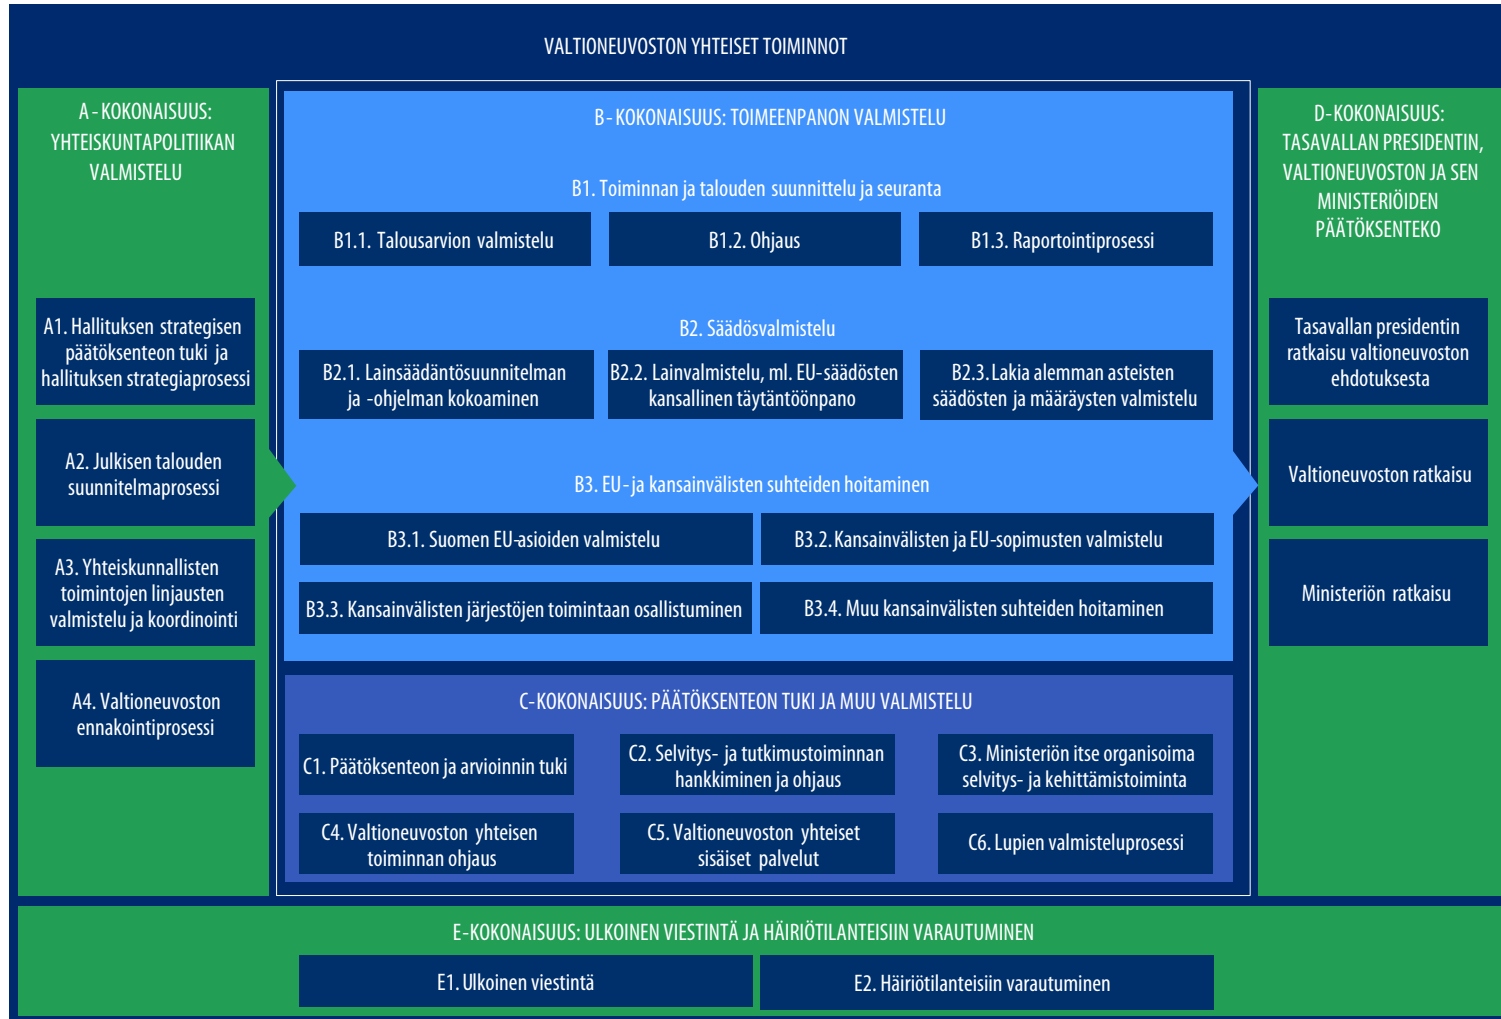 VALTIONEUVOSTON YHTEISET TOIMINNOT
A - KOKONAISUUS:
YHTEISKUNTAPOLITIIKAN
VALMISTELU
A1. Hallituksen strategisen
päätöksenteon tuki ja
hallituksen strategiaprosessi
A2. Julkisen talouden
suunnitelmaprosessi
A3. Yhteiskunnallisten
toimintojen linjausten
valmistelu ja koordinointi
A4. Valtioneuvoston
ennakointiprosessi
B- KOKONAISUUS: TOIMEENPANON VALMISTELU
B1. Toiminnan ja talouden suunnittelu ja seuranta
B1.1. Talousarvion valmistelu
B1.2. Ohjaus
B1.3. Raportointiprosessi
B2. Säädösvalmistelu
B2.1. Lainsäädäntösuunnitelman
ja -ohjelman kokoaminen
B2.2. Lainvalmistelu, ml. EU-säädösten
kansallinen täytäntöönpano
B2.3. Lakia alemman asteisten
säädösten ja määräysten valmistelu
B3. EU- ja kansainvälisten suhteiden hoitaminen
B3.1. Suomen EU-asioiden valmistelu
B3.2. Kansainvälisten ja EU-sopimusten valmistelu
B3.3. Kansainvälisten järjestöjen toimintaan osallistuminen
B3.4. Muu kansainvälisten suhteiden hoitaminen
C-KOKONAISUUS: PÄÄTÖKSENTEON TUKI JA MUU VALMISTELU
C1. Päätöksenteon ja arvioinnin tuki
C2. Selvitys- ja tutkimustoiminnan
hankkiminen ja ohjaus
C3. Ministeriön itse organisoima
selvitys- ja kehittämistoiminta
C4. Valtioneuvoston yhteisen
toiminnan ohjaus
C5. Valtioneuvoston yhteiset
sisäiset palvelut
C6. Lupien valmisteluprosessi
D-KOKONAISUUS:
TASAVALLAN PRESIDENTIN,
VALTIONEUVOSTON JA SEN
MINISTERIÖIDEN
PÄÄTÖKSENTEKO
Tasavallan presidentin
ratkaisu valtioneuvoston
ehdotuksesta
Valtioneuvoston ratkaisu
Ministeriön ratkaisu
E-KOKONAISUUS: ULKOINEN VIESTINTÄ JA HÄIRIÖTILANTEISIIN VARAUTUMINEN
E1. Ulkoinen viestintä
E2. Häiriötilanteisiin varautuminen